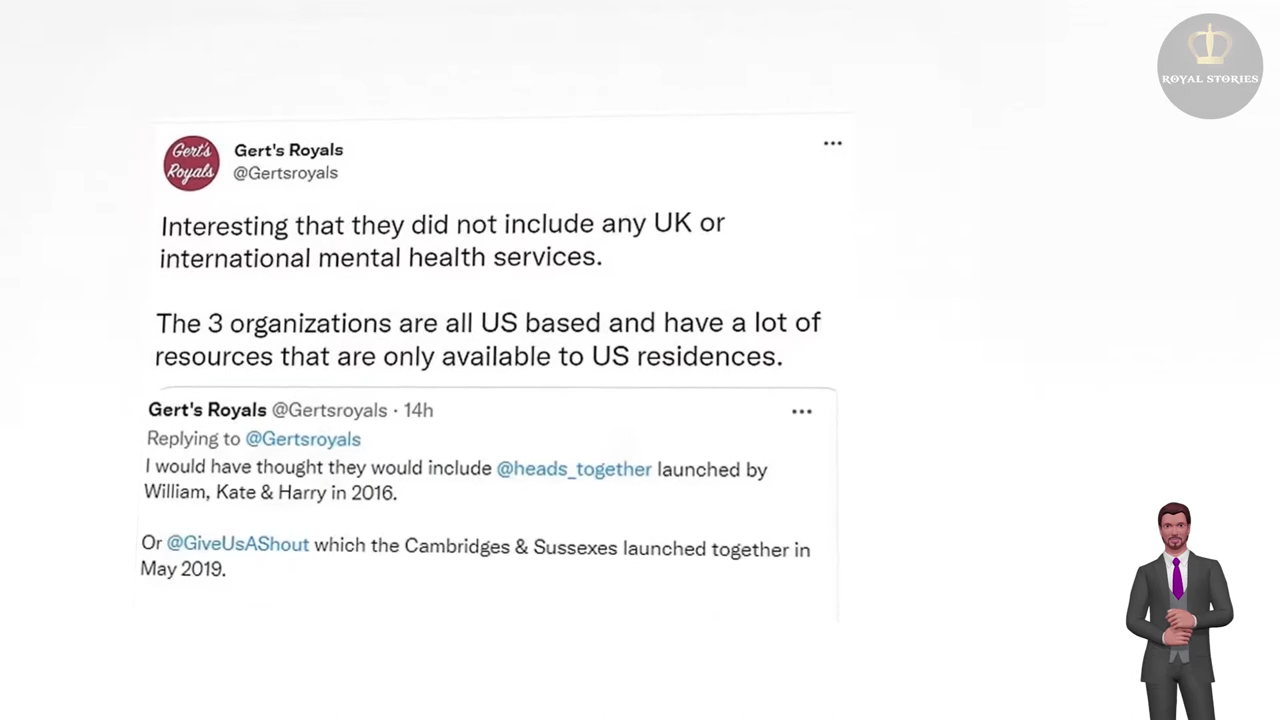 ROYAL STORIES
Gert's
Royals
Gert's Royals
@Gertsroyals
Interesting that they did not include any UK or
international mental health services.
The 3 organizations are all US based and have a lot of
resources that are only available to US residences.
Gert's Royals @Gertsroyals · 14h
Replying to @Gertsroyals
I would have thought they would include @heads_together launched by
William, Kate & Harry in 2016.
Or @GiveUsAShout which the Cambridges & Sussexes launched together in
May 2019.